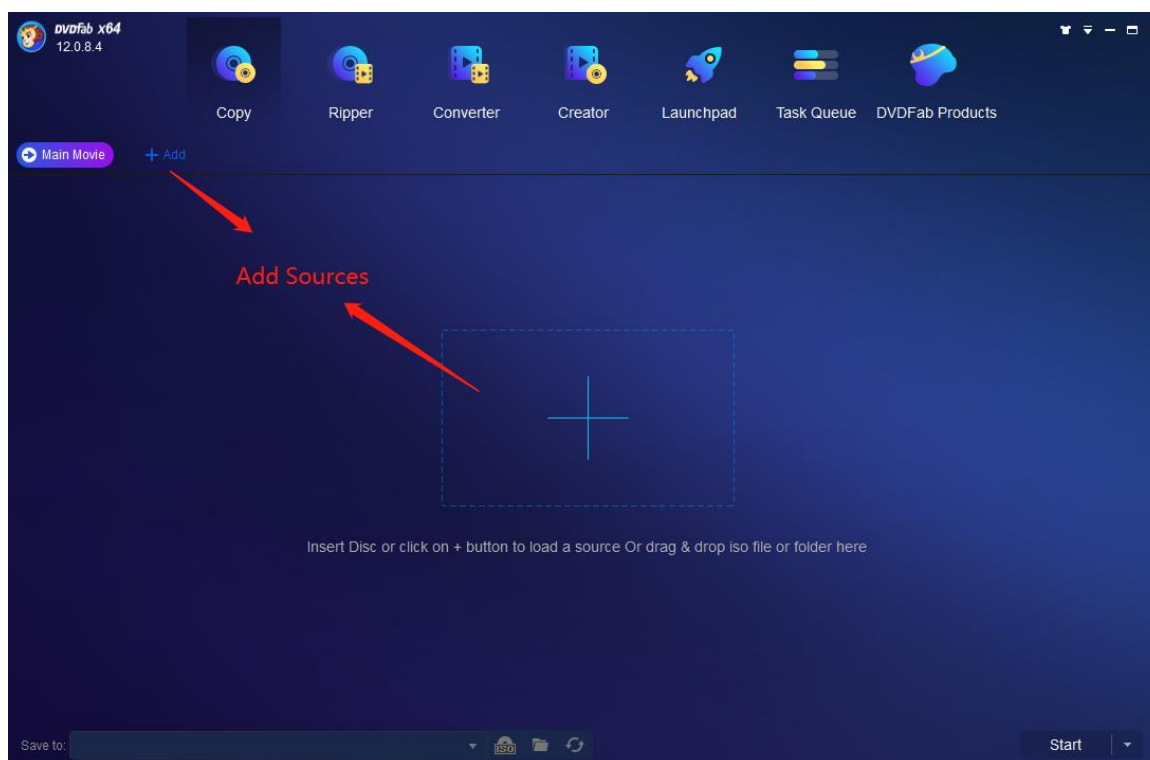 DVDFab x64
12.0.8.4
Copy
Ripper
Converter
Creator
Launchpad
Task Queue
DVDFab Products
Main Movie
Add
Add Sources
Insert Disc or click on + button to load a source Or drag & drop iso file or folder here
Save to:
ISO
Start